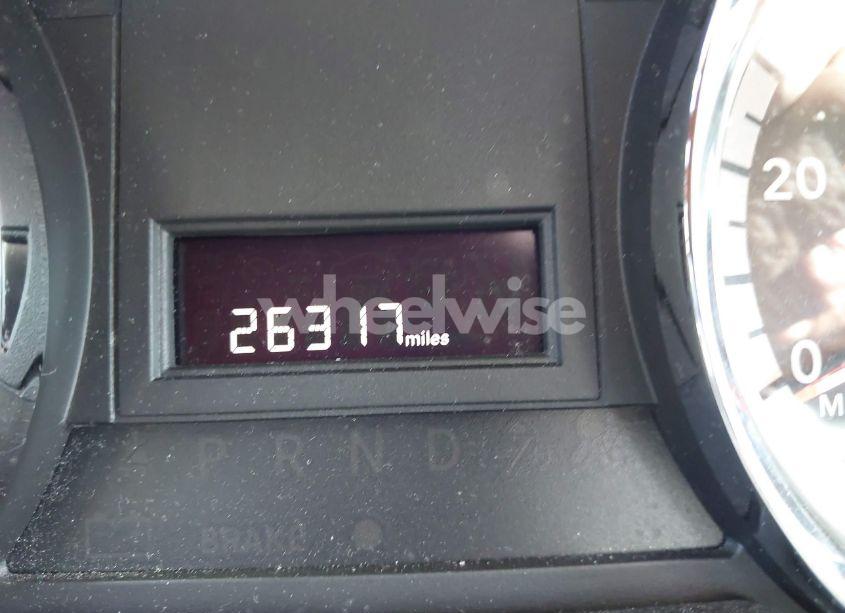 wheelwise
20
26317 miles
0
M
P R N D
BRAKE